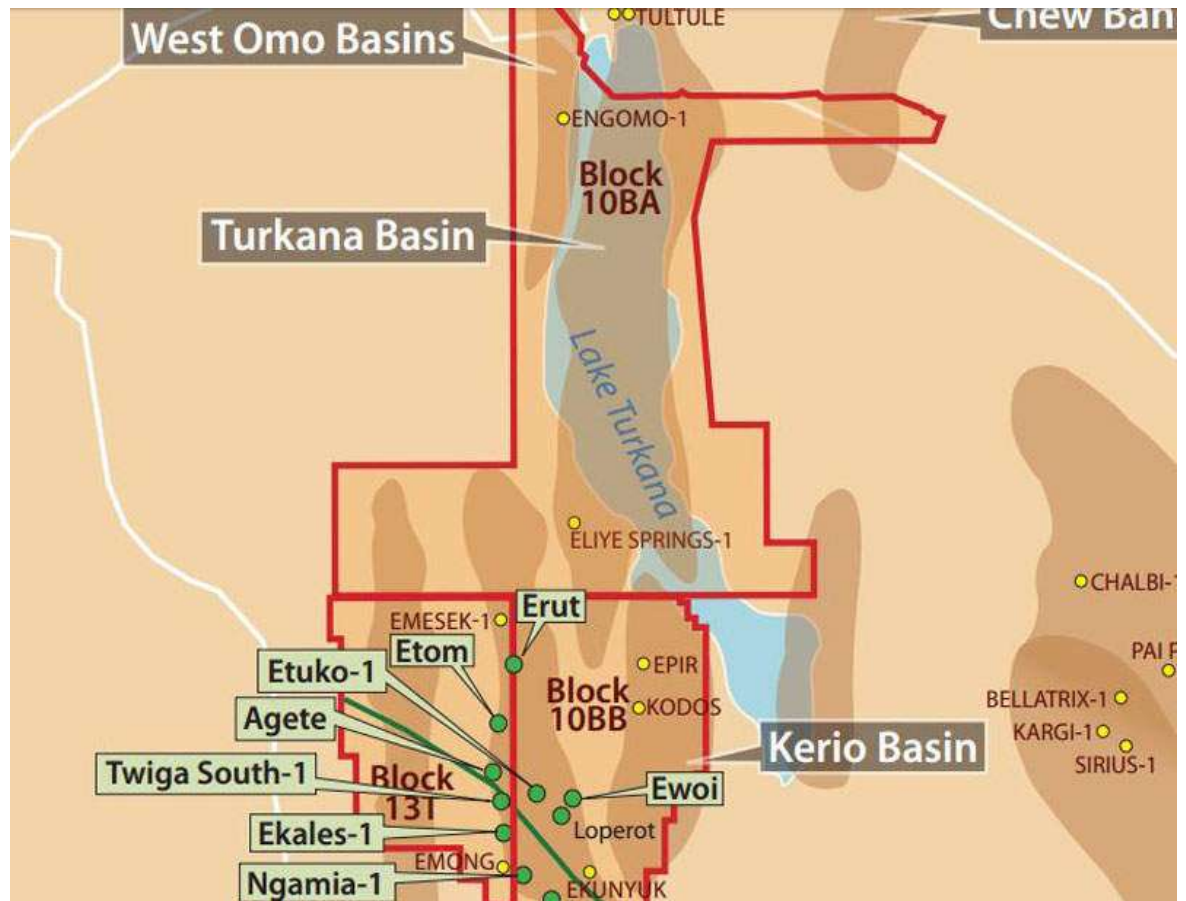 TULTULE
Chew Bah
West Omo Basins
ENGOMO-1
Block
10BA
Turkana Basin
Lake Turkana
ELIYE SPRINGS-1
CHALBI-1
Erut
EMESEK-1
Etom
PAI P
Etuko-1
EPIR
Block
10BB
BELLATRIX-1
Agete
KODOS
KARGI-1
Kerio Basin
SIRIUS-1
Twiga South-1
Block
13T
Ewoi
Ekales-1
Loperot
EMONG
Ngamia-1
EKUNYUK